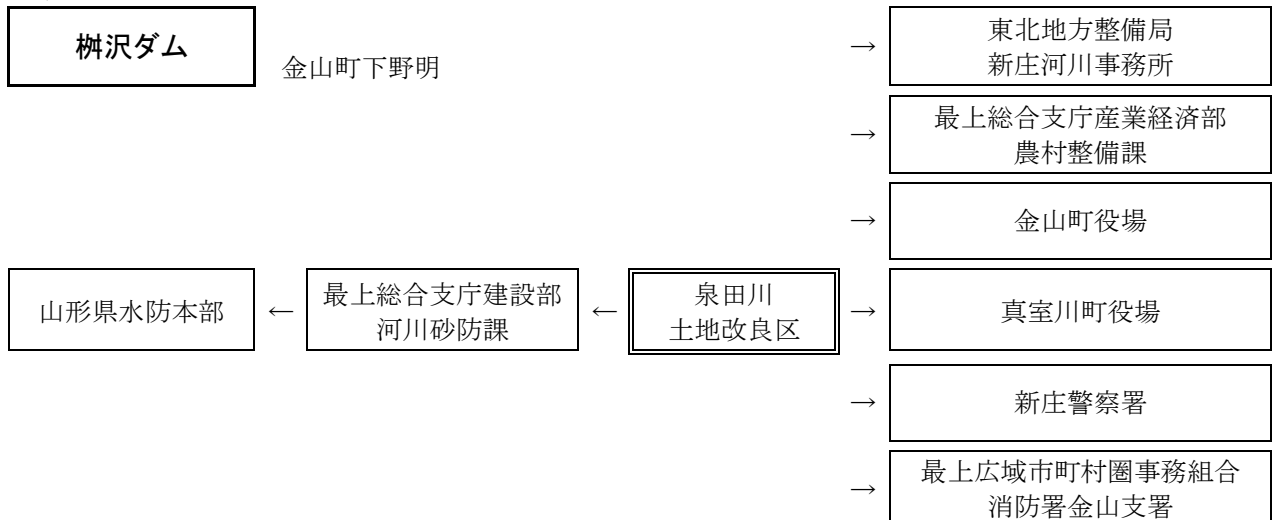 桝沢ダム
金山町下野明
→
東北地方整備局
新庄河川事務所
→
最上総合支庁産業経済部
農村整備課
→
金山町役場
山形県水防本部
←
最上総合支庁建設部
河川砂防課
←
泉田川
土地改良区
→
真室川町役場
→
新庄警察署
→
最上広域市町村圏事務組合
消防署金山支署